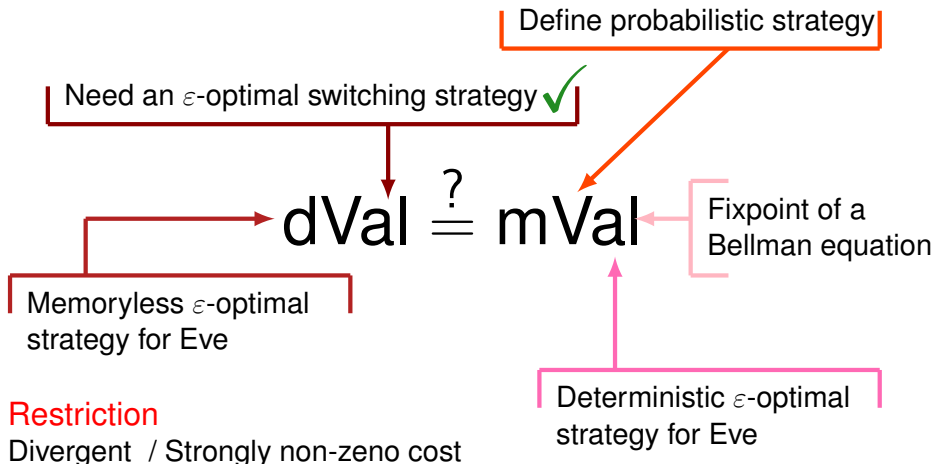 Define probabilistic strategy
Need an ε-optimal switching strategy ✓
dVal ≟ mVal
Fixpoint of a
Bellman equation
Memoryless ε-optimal
strategy for Eve
Deterministic ε-optimal
strategy for Eve
Restriction
Divergent / Strongly non-zeno cost